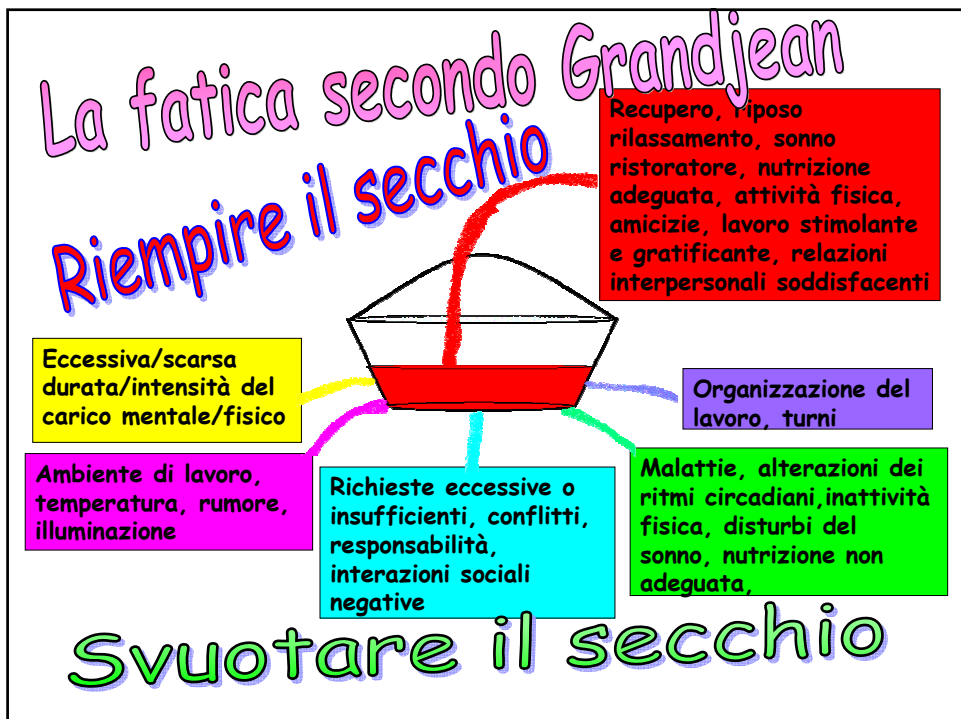 La fatica secondo Grandjean
Riempire il secchio
Recupero, riposo
rilassamento, sonno
ristoratore, nutrizione
adeguata, attività fisica,
amicizie, lavoro stimolante
e gratificante, relazioni
interpersonali soddisfacenti
Eccessiva/scarsa
durata/intensità del
carico mentale/fisico
Organizzazione del
lavoro, turni
Ambiente di lavoro,
temperatura, rumore,
illuminazione
Richieste eccessive o
insufficienti, conflitti,
responsabilità,
interazioni sociali
negative
Malattie, alterazioni dei
ritmi circadiani,inattività
fisica, disturbi del
sonno, nutrizione non
adeguata,
Svuotare il secchio